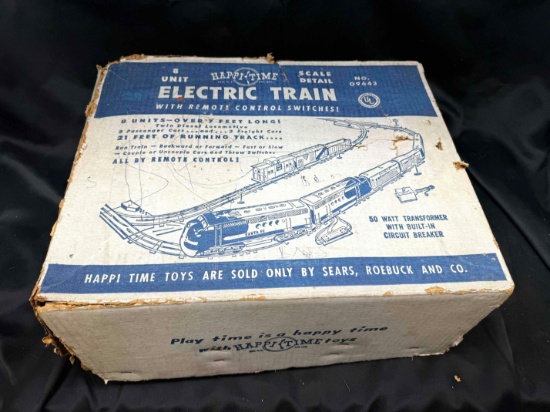 8 UNIT
HAPPI-TIME
SCALE DETAIL
NO. 09643
ELECTRIC TRAIN
UL
WITH REMOTE CONTROL SWITCHES!
8 UNITS—OVER 7 FEET LONG!
Twin Diesel Locomotive
Passenger Cars...and...3 Freight Cars
21 FEET OF RUNNING TRACK...
Run Train — Backward or Forward — Fast or Slow
— Couple or Uncouple Cars and Throw Switches
ALL BY REMOTE CONTROL!
50 WATT TRANSFORMER
WITH BUILT-IN
CIRCUIT BREAKER
HAPPI TIME TOYS ARE SOLD ONLY BY SEARS, ROEBUCK AND CO.
Play time is a happy time
with HAPPI-TIME toys